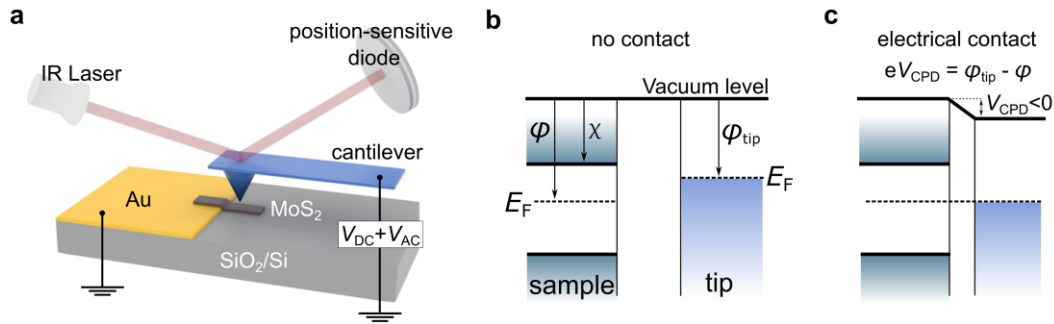 a
position-sensitive
diode
IR Laser
cantilever
Au
MoS₂
V_DC+V_AC
SiO₂/Si
b
no contact
Vacuum level
φ
χ
φ_tip
E_F
E_F
sample
tip
c
electrical contact
eV_CPD = φ_tip - φ
V_CPD<0